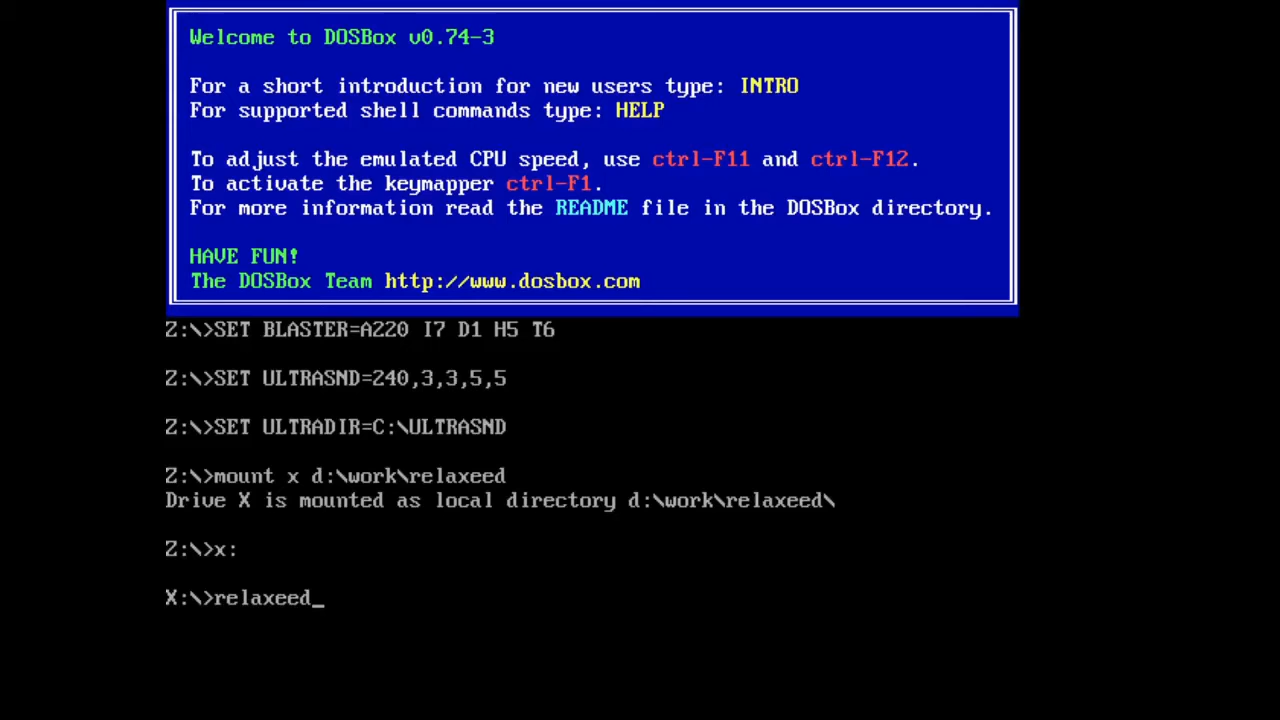 Welcome to DOSBox v0.74-3
For a short introduction for new users type: INTRO
For supported shell commands type: HELP
To adjust the emulated CPU speed, use ctrl-F11 and ctrl-F12.
To activate the keymapper ctrl-F1.
For more information read the README file in the DOSBox directory.
HAVE FUN!
The DOSBox Team http://www.dosbox.com
Z:\>SET BLASTER=A220 I7 D1 H5 T6
Z:\>SET ULTRASND=240,3,3,5,5
Z:\>SET ULTRADIR=C:\ULTRASND
Z:\>mount x d:\work\relaxeed
Drive X is mounted as local directory d:\work\relaxeed\
Z:\>x:
X:\>relaxeed_